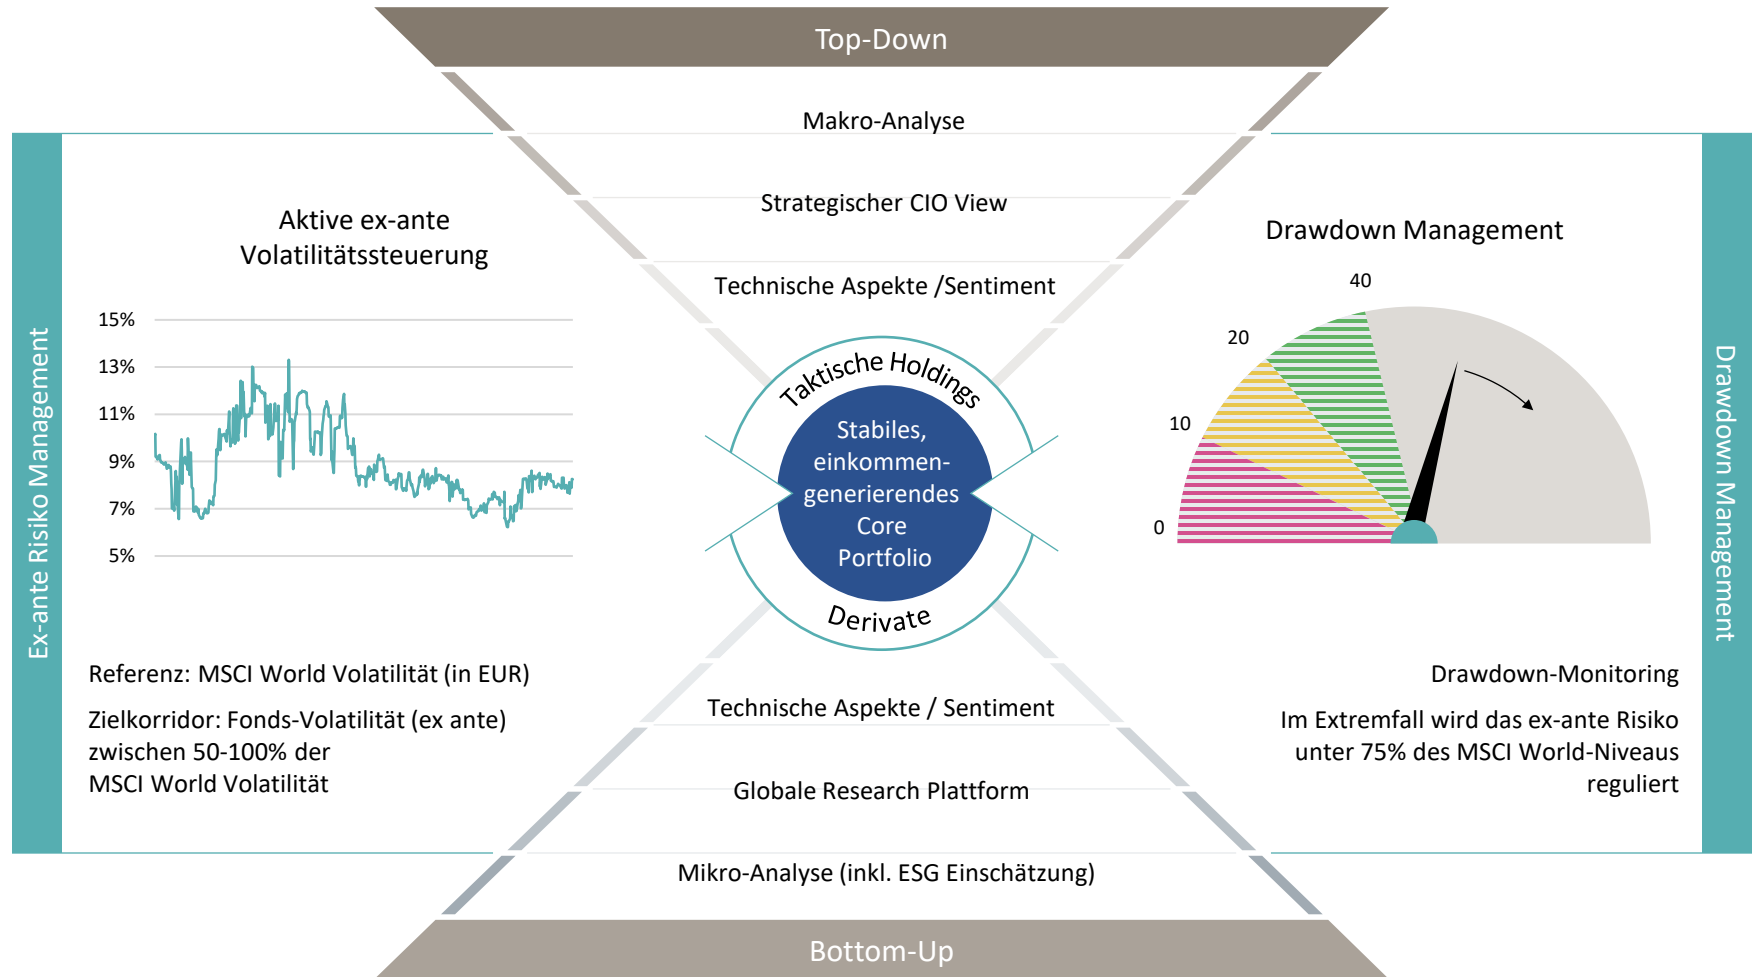 Top-Down
Makro-Analyse
Strategischer CIO View
Technische Aspekte /Sentiment
Ex-ante Risiko Management
Aktive ex-ante
Volatilitätssteuerung
15%
13%
11%
9%
7%
5%
Referenz: MSCI World Volatilität (in EUR)
Zielkorridor: Fonds-Volatilität (ex ante)
zwischen 50-100% der
MSCI World Volatilität
Taktische Holdings
Stabiles,
einkommen-
generierendes
Core
Portfolio
Derivate
Drawdown Management
40
20
10
0
Drawdown-Monitoring
Im Extremfall wird das ex-ante Risiko
unter 75% des MSCI World-Niveaus
reguliert
Drawdown Management
Technische Aspekte / Sentiment
Globale Research Plattform
Mikro-Analyse (inkl. ESG Einschätzung)
Bottom-Up